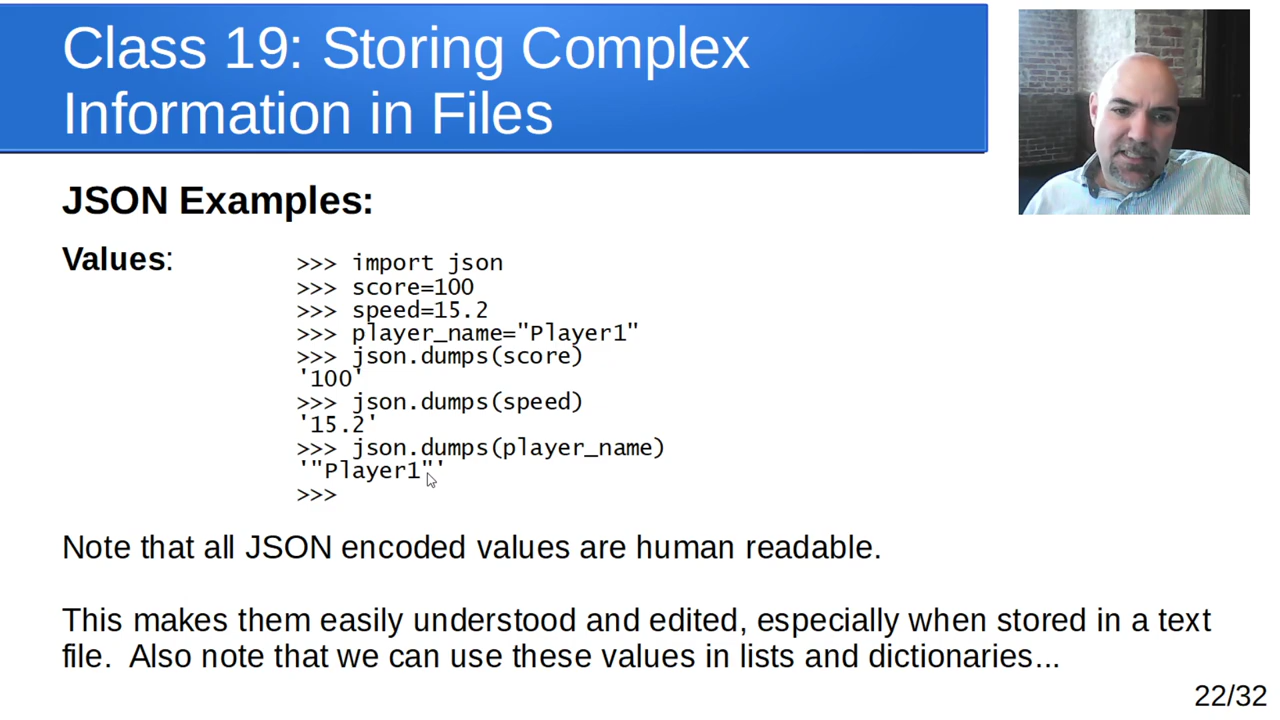 Class 19: Storing Complex
Information in Files
JSON Examples:
Values:
>>> import json
>>> score=100
>>> speed=15.2
>>> player_name="Player1"
>>> json.dumps(score)
'100'
>>> json.dumps(speed)
'15.2'
>>> json.dumps(player_name)
'"Player1"'
>>>
Note that all JSON encoded values are human readable.
This makes them easily understood and edited, especially when stored in a text
file.  Also note that we can use these values in lists and dictionaries...
22/32